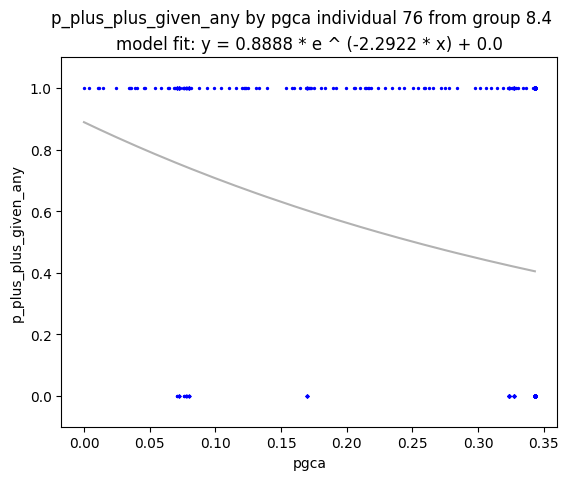 p_plus_plus_given_any by pgca individual 76 from group 8.4
model fit: y = 0.8888 * e ^ (-2.2922 * x) + 0.0
1.0
0.8
0.6
0.4
0.2
0.0
p_plus_plus_given_any
0.00 0.05 0.10 0.15 0.20 0.25 0.30 0.35
pgca